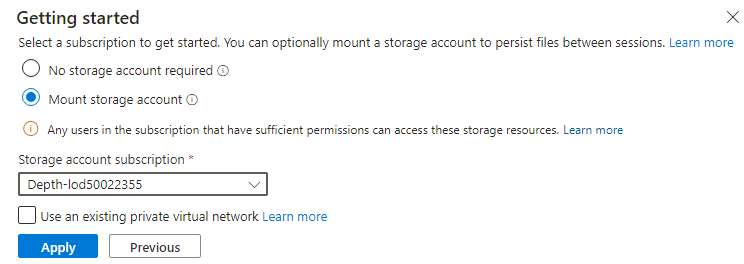 Getting started
Select a subscription to get started. You can optionally mount a storage account to persist files between sessions. Learn more
No storage account required
Mount storage account
Any users in the subscription that have sufficient permissions can access these storage resources. Learn more
Storage account subscription *
Depth-lod50022355
Use an existing private virtual network Learn more
Apply Previous